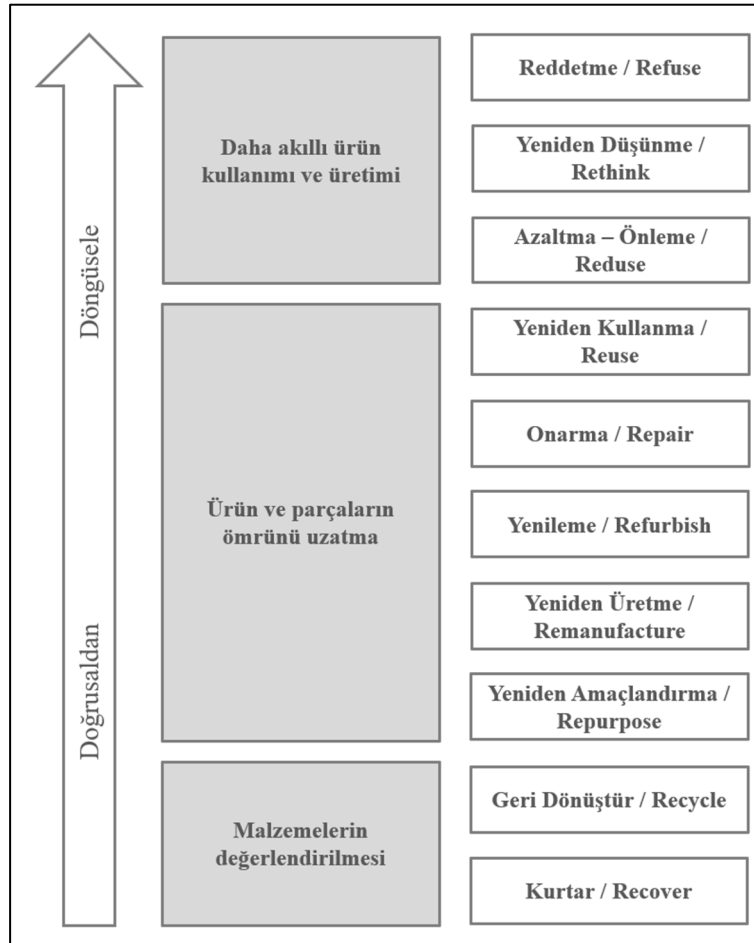 Döngüsele
Doğrusaldan
Daha akıllı ürün
kullanımı ve üretimi
Reddetme / Refuse
Yeniden Düşünme /
Rethink
Azaltma – Önleme /
Reduse
Ürün ve parçaların
ömrünü uzatma
Yeniden Kullanma /
Reuse
Onarma / Repair
Yenileme / Refurbish
Yeniden Üretme /
Remanufacture
Yeniden Amaçlandırma /
Repurpose
Malzemelerin
değerlendirilmesi
Geri Dönüştür / Recycle
Kurtar / Recover